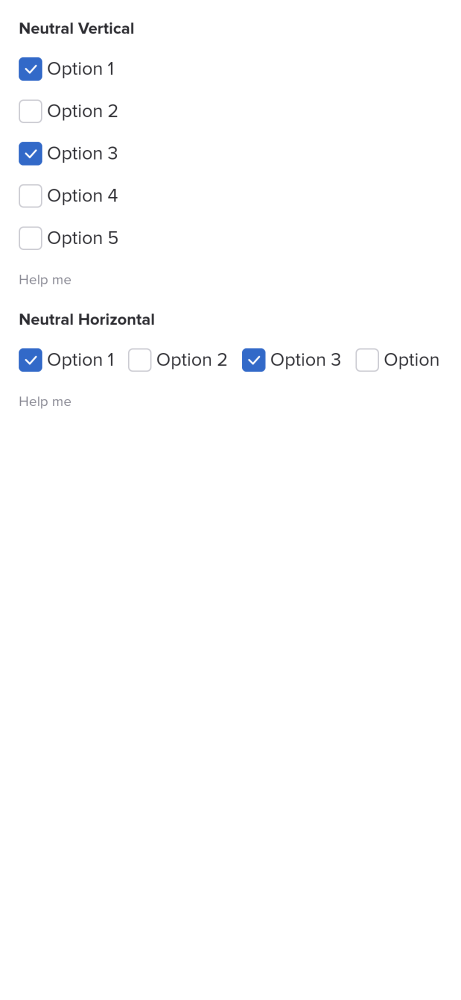 Neutral Vertical
Option 1
Option 2
Option 3
Option 4
Option 5
Help me
Neutral Horizontal
Option 1 Option 2 Option 3 Option
Help me